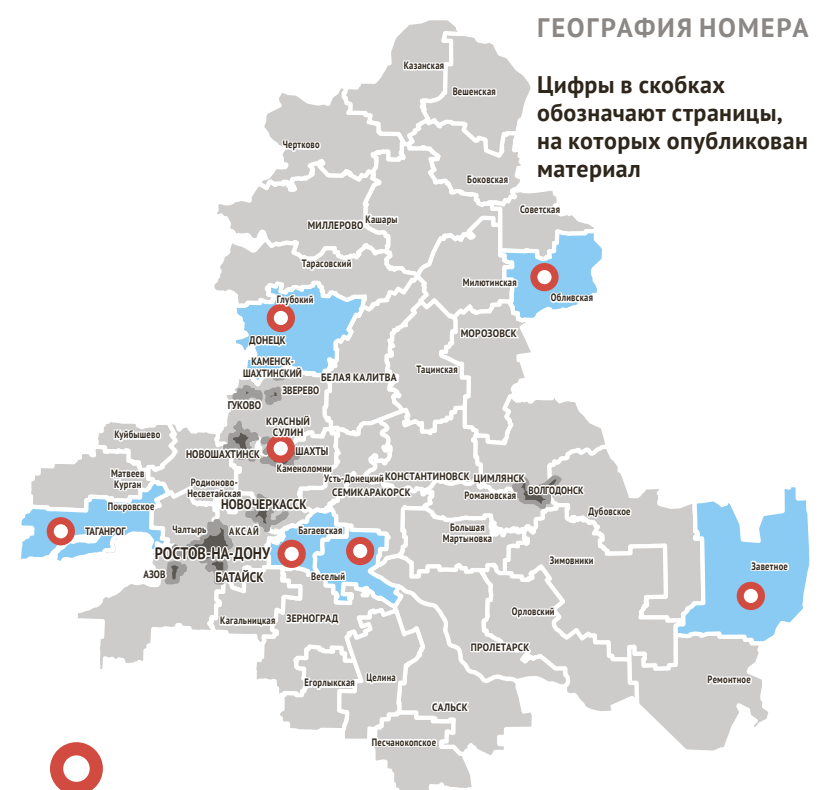 ГЕОГРАФИЯ НОМЕРА
Цифры в скобках
обозначают страницы,
на которых опубликован
материал
Казанская
Вешенская
Чертково
Боковская
Советская
МИЛЛЕРОВО
Кашары
Тарасовский
Милютинская
Обливская
Глубокий
ДОНЕЦК
МОРОЗОВСК
КАМЕНСК-
ШАХТИНСКИЙ
Тацинская
БЕЛАЯ КАЛИТВА
ЗВЕРЕВО
ГУКОВО
КРАСНЫЙ
СУЛИН
Куйбышево
НОВОШАХТИНСК
ШАХТЫ
Каменоломни
Матвеев
Курган
Родионово-
Несветайская
Усть-Донецкий
КОНСТАНТИНОВСК
ЦИМЛЯНСК
СЕМИКАРАКОРСК
Романовская
ВОЛГОДОНСК
Покровское
НОВОЧЕРКАССК
Дубовское
ТАГАНРОГ
Чалтырь
АКСАЙ
Багаевская
Большая
Мартыновка
РОСТОВ-НА-ДОНУ
Зимовники
Заветное
АЗОВ
БАТАЙСК
Веселый
Кагальницкая
ЗЕРНОГРАД
Орловский
ПРОЛЕТАРСК
Егорлыкская
Целина
Ремонтное
САЛЬСК
Песчанокопское